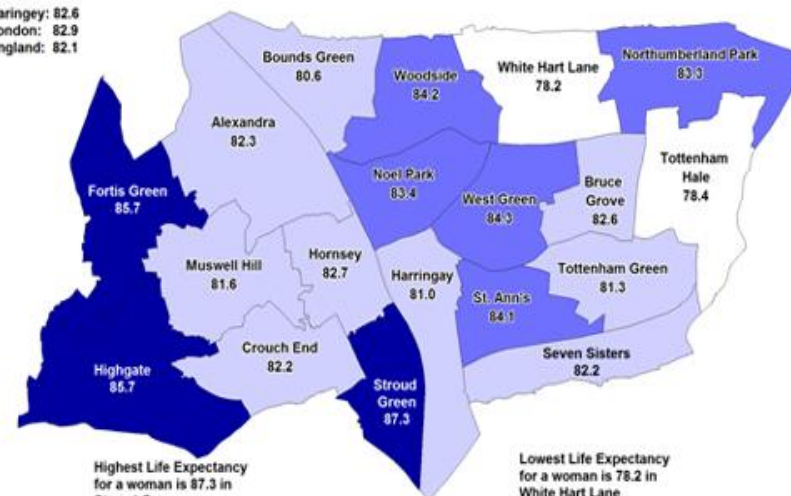 aringey: 82.6
ondon: 82.9
ngland: 82.1
Bounds Green
80.6
Woodside
84.2
White Hart Lane
78.2
Northumberland Park
83.3
Alexandra
82.3
Fortis Green
85.7
Noel Park
83.4
West Green
84.3
Bruce
Grove
82.6
Tottenham
Hale
78.4
Muswell Hill
81.6
Hornsey
82.7
Harringay
81.0
Tottenham Green
81.3
St. Ann's
84.1
Highgate
85.7
Crouch End
82.2
Stroud
Green
87.3
Seven Sisters
82.2
Highest Life Expectancy
for a woman is 87.3 in
Lowest Life Expectancy
for a woman is 78.2 in
White Hart Lane